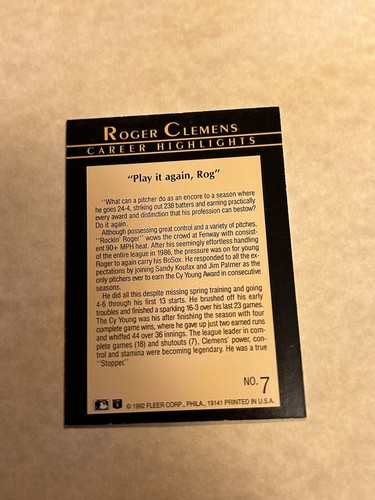 ROGER CLEMENS
CAREER HIGHLIGHTS
"Play it again, Rog"
"What can a pitcher do as an encore to a season where
he goes 24-4, striking out 238 batters and earning practically
every award and distinction that his profession can bestow?
Do it again.
Although possessing great control and a variety of pitches,
"Rockin' Roger" wows the crowd at Fenway with consist-
ent 90+ MPH heat. After his seemingly effortless handling
of the entire league in 1986, the pressure was on for young
Roger to again carry his BoSox. He responded to all the ex-
pectations by joining Sandy Koufax and Jim Palmer as the
only pitchers ever to earn the Cy Young Award in consecutive
seasons.
He did all this despite missing spring training and going
4-6 through his first 13 starts. He brushed off his early
troubles and finished a sparkling 16-3 over his last 23 games.
The Cy Young was his after finishing the season with four
complete game wins, where he gave up just two earned runs
and whiffed 44 over 36 innings. The league leader in com-
plete games (18) and shutouts (7), Clemens' power, con-
trol and stamina were becoming legendary. He was a true
"Stopper."
NO. 7
© 1992 FLEER CORP., PHILA., 19141 PRINTED IN U.S.A.